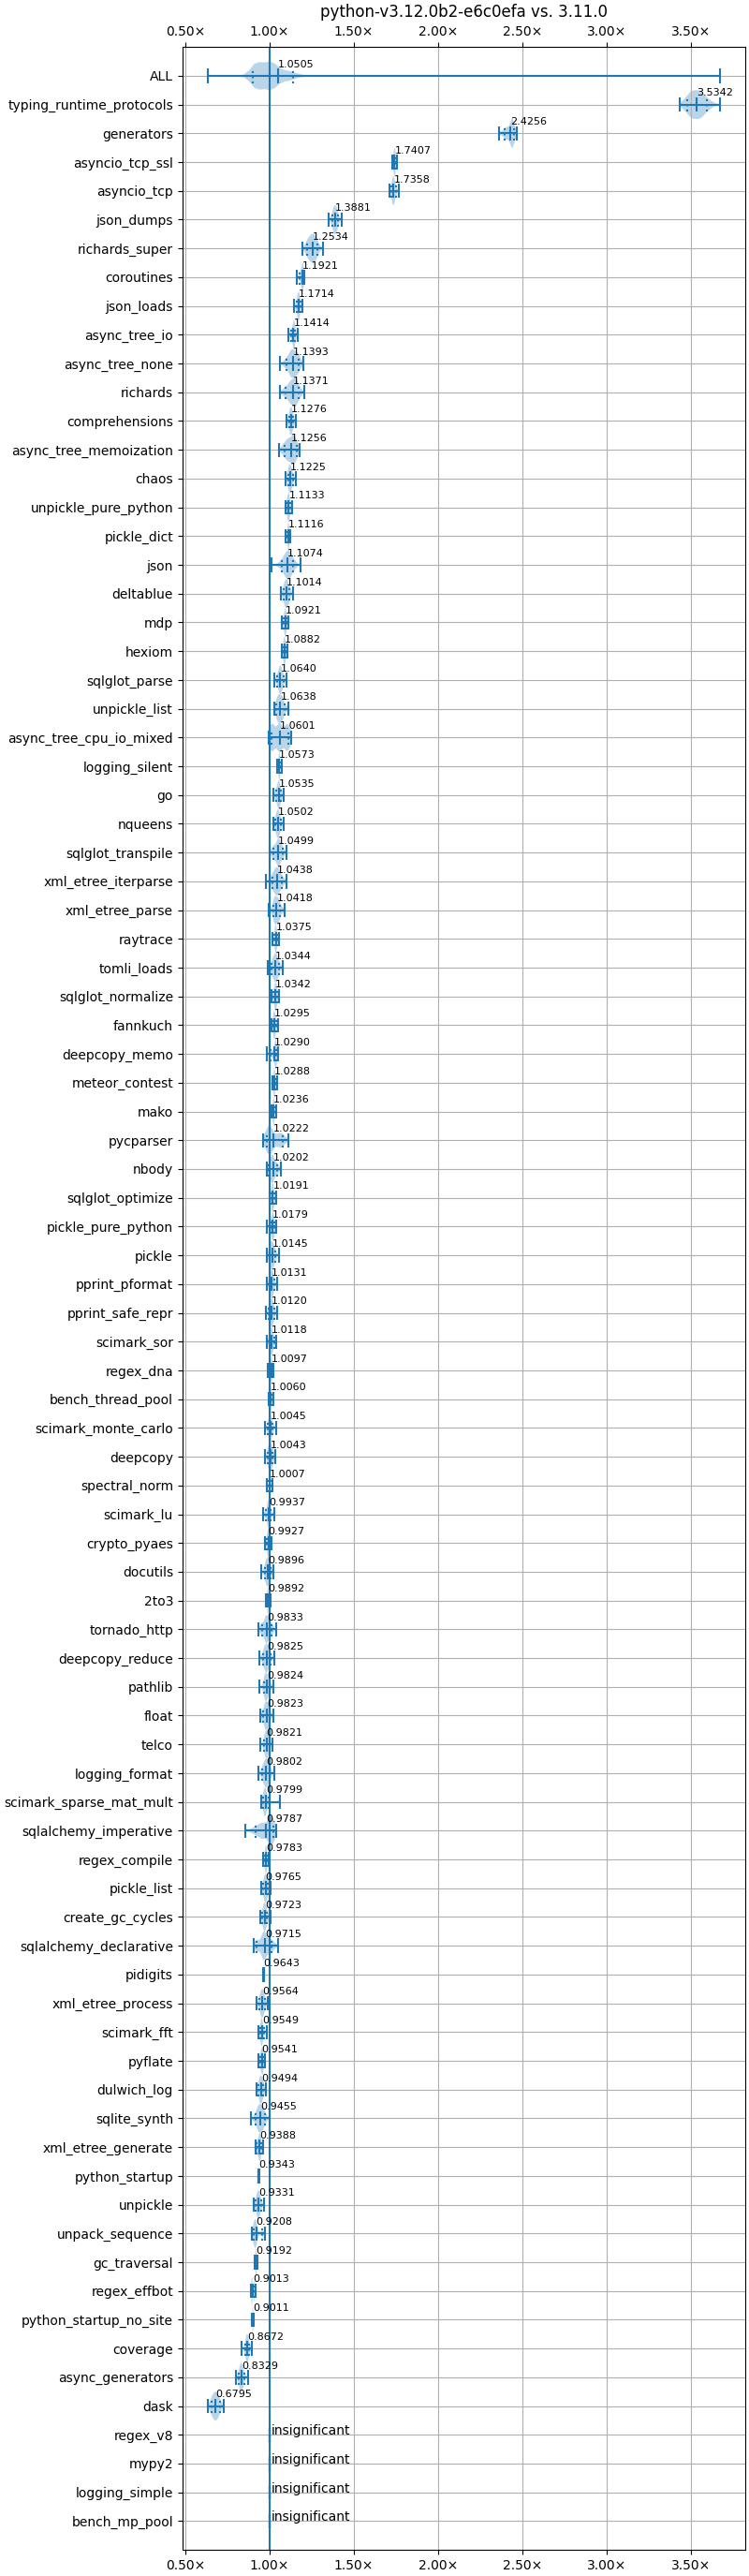 python-v3.12.0b2-e6c0efa vs. 3.11.0
0.50× 1.00× 1.50× 2.00× 2.50× 3.00× 3.50×
ALL 1.0505
typing_runtime_protocols 3.5342
generators 2.4256
asyncio_tcp_ssl 1.7407
asyncio_tcp 1.7358
json_dumps 1.3881
richards_super 1.2534
coroutines 1.1921
json_loads 1.1714
async_tree_io 1.1414
async_tree_none 1.1393
richards 1.1371
comprehensions 1.1276
async_tree_memoization 1.1256
chaos 1.1225
unpickle_pure_python 1.1133
pickle_dict 1.1116
json 1.1074
deltablue 1.1014
mdp 1.0921
hexiom 1.0882
sqlglot_parse 1.0640
unpickle_list 1.0638
async_tree_cpu_io_mixed 1.0601
logging_silent 1.0573
go 1.0535
nqueens 1.0502
sqlglot_transpile 1.0499
xml_etree_iterparse 1.0438
xml_etree_parse 1.0418
raytrace 1.0375
tomli_loads 1.0344
sqlglot_normalize 1.0342
fannkuch 1.0295
deepcopy_memo 1.0290
meteor_contest 1.0288
mako 1.0236
pycparser 1.0222
nbody 1.0202
sqlglot_optimize 1.0191
pickle_pure_python 1.0179
pickle 1.0145
pprint_pformat 1.0131
pprint_safe_repr 1.0120
scimark_sor 1.0118
regex_dna 1.0097
bench_thread_pool 1.0060
scimark_monte_carlo 1.0045
deepcopy 1.0043
spectral_norm 1.0007
scimark_lu 0.9937
crypto_pyaes 0.9927
docutils 0.9896
2to3 0.9892
tornado_http 0.9833
deepcopy_reduce 0.9825
pathlib 0.9824
float 0.9823
telco 0.9821
logging_format 0.9802
scimark_sparse_mat_mult 0.9799
sqlalchemy_imperative 0.9787
regex_compile 0.9783
pickle_list 0.9765
create_gc_cycles 0.9723
sqlalchemy_declarative 0.9715
pidigits 0.9643
xml_etree_process 0.9564
scimark_fft 0.9549
pyflate 0.9541
dulwich_log 0.9494
sqlite_synth 0.9455
xml_etree_generate 0.9388
python_startup 0.9343
unpickle 0.9331
unpack_sequence 0.9208
gc_traversal 0.9192
regex_effbot 0.9013
python_startup_no_site 0.9011
coverage 0.8672
async_generators 0.8329
dask 0.6795
regex_v8 insignificant
mypy2 insignificant
logging_simple insignificant
bench_mp_pool insignificant
0.50× 1.00× 1.50× 2.00× 2.50× 3.00× 3.50×